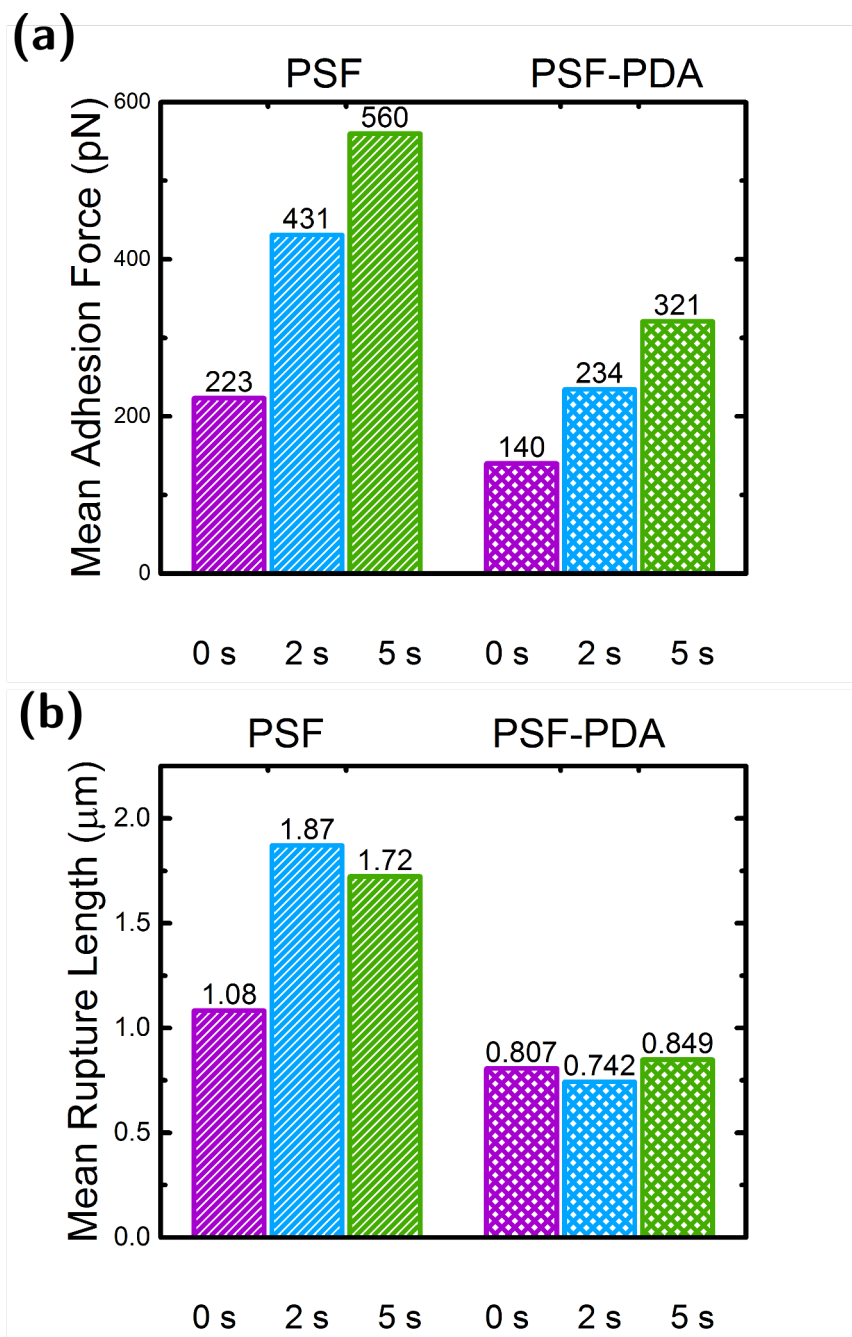 (a)
PSF PSF-PDA
Mean Adhesion Force (pN)
600
400
200
0
223
431
560
140
234
321
0 s 2 s 5 s 0 s 2 s 5 s
(b)
PSF PSF-PDA
Mean Rupture Length (μm)
2.0
1.5
1.0
0.5
0.0
1.08
1.87
1.72
0.807
0.742
0.849
0 s 2 s 5 s 0 s 2 s 5 s